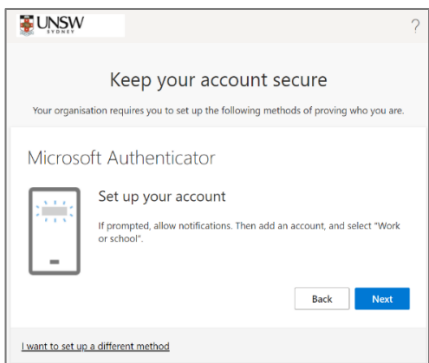 UNSW
SYDNEY
?
Keep your account secure
Your organisation requires you to set up the following methods of proving who you are.
Microsoft Authenticator
Set up your account
If prompted, allow notifications. Then add an account, and select "Work
or school".
Back Next
I want to set up a different method